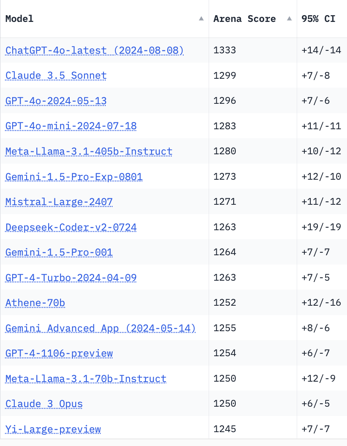 Model ▲ Arena Score ▲ 95% CI
ChatGPT-4o-latest (2024-08-08) 1333 +14/-14
Claude 3.5 Sonnet 1299 +7/-8
GPT-4o-2024-05-13 1296 +7/-6
GPT-4o-mini-2024-07-18 1283 +11/-11
Meta-Llama-3.1-405b-Instruct 1280 +10/-12
Gemini-1.5-Pro-Exp-0801 1273 +12/-10
Mistral-Large-2407 1271 +11/-12
Deepseek-Coder-v2-0724 1263 +19/-19
Gemini-1.5-Pro-001 1264 +7/-7
GPT-4-Turbo-2024-04-09 1263 +7/-5
Athene-70b 1252 +12/-16
Gemini Advanced App (2024-05-14) 1255 +8/-6
GPT-4-1106-preview 1254 +6/-7
Meta-Llama-3.1-70b-Instruct 1250 +12/-9
Claude 3 Opus 1250 +6/-5
Yi-Large-preview 1245 +7/-7